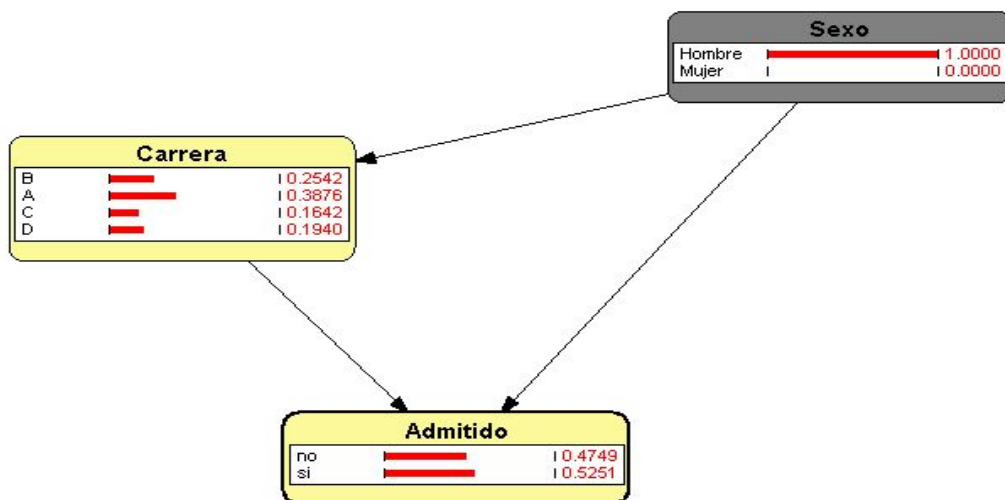 Sexo
Hombre 1.0000
Mujer 0.0000
Carrera
B 0.2542
A 0.3876
C 0.1642
D 0.1940
Admitido
no 0.4749
si 0.5251